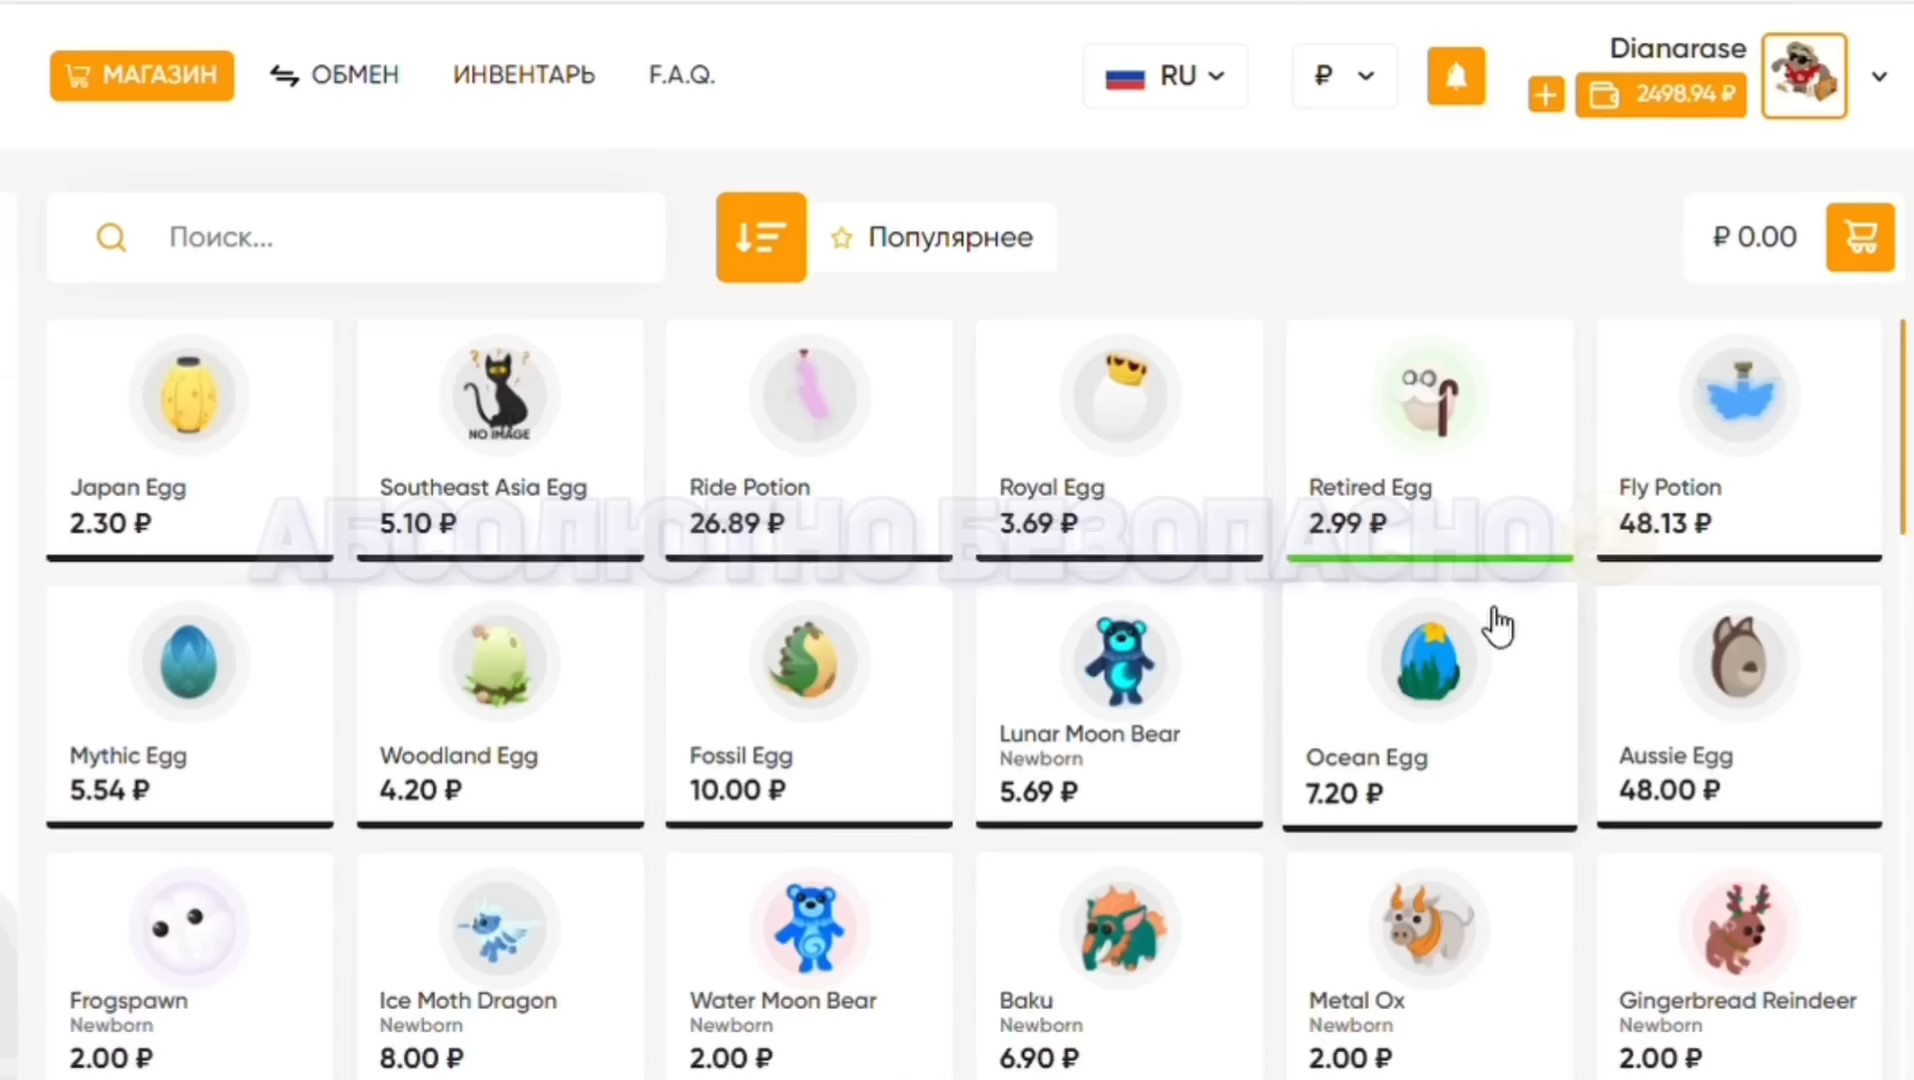 МАГАЗИН
ОБМЕН
ИНВЕНТАРЬ
F.A.Q.
RU
₽
Dianarase
2498.94 ₽
Поиск...
Популярнее
₽ 0.00
NO IMAGE
Japan Egg
2.30 ₽
Southeast Asia Egg
5.10 ₽
Ride Potion
26.89 ₽
Royal Egg
3.69 ₽
Retired Egg
2.99 ₽
Fly Potion
48.13 ₽
АБСОЛЮТНО БЕЗОПАСНО
Mythic Egg
5.54 ₽
Woodland Egg
4.20 ₽
Fossil Egg
10.00 ₽
Lunar Moon Bear
Newborn
5.69 ₽
Ocean Egg
7.20 ₽
Aussie Egg
48.00 ₽
Frogspawn
Newborn
2.00 ₽
Ice Moth Dragon
Newborn
8.00 ₽
Water Moon Bear
Newborn
2.00 ₽
Baku
Newborn
6.90 ₽
Metal Ox
Newborn
2.00 ₽
Gingerbread Reindeer
Newborn
2.00 ₽